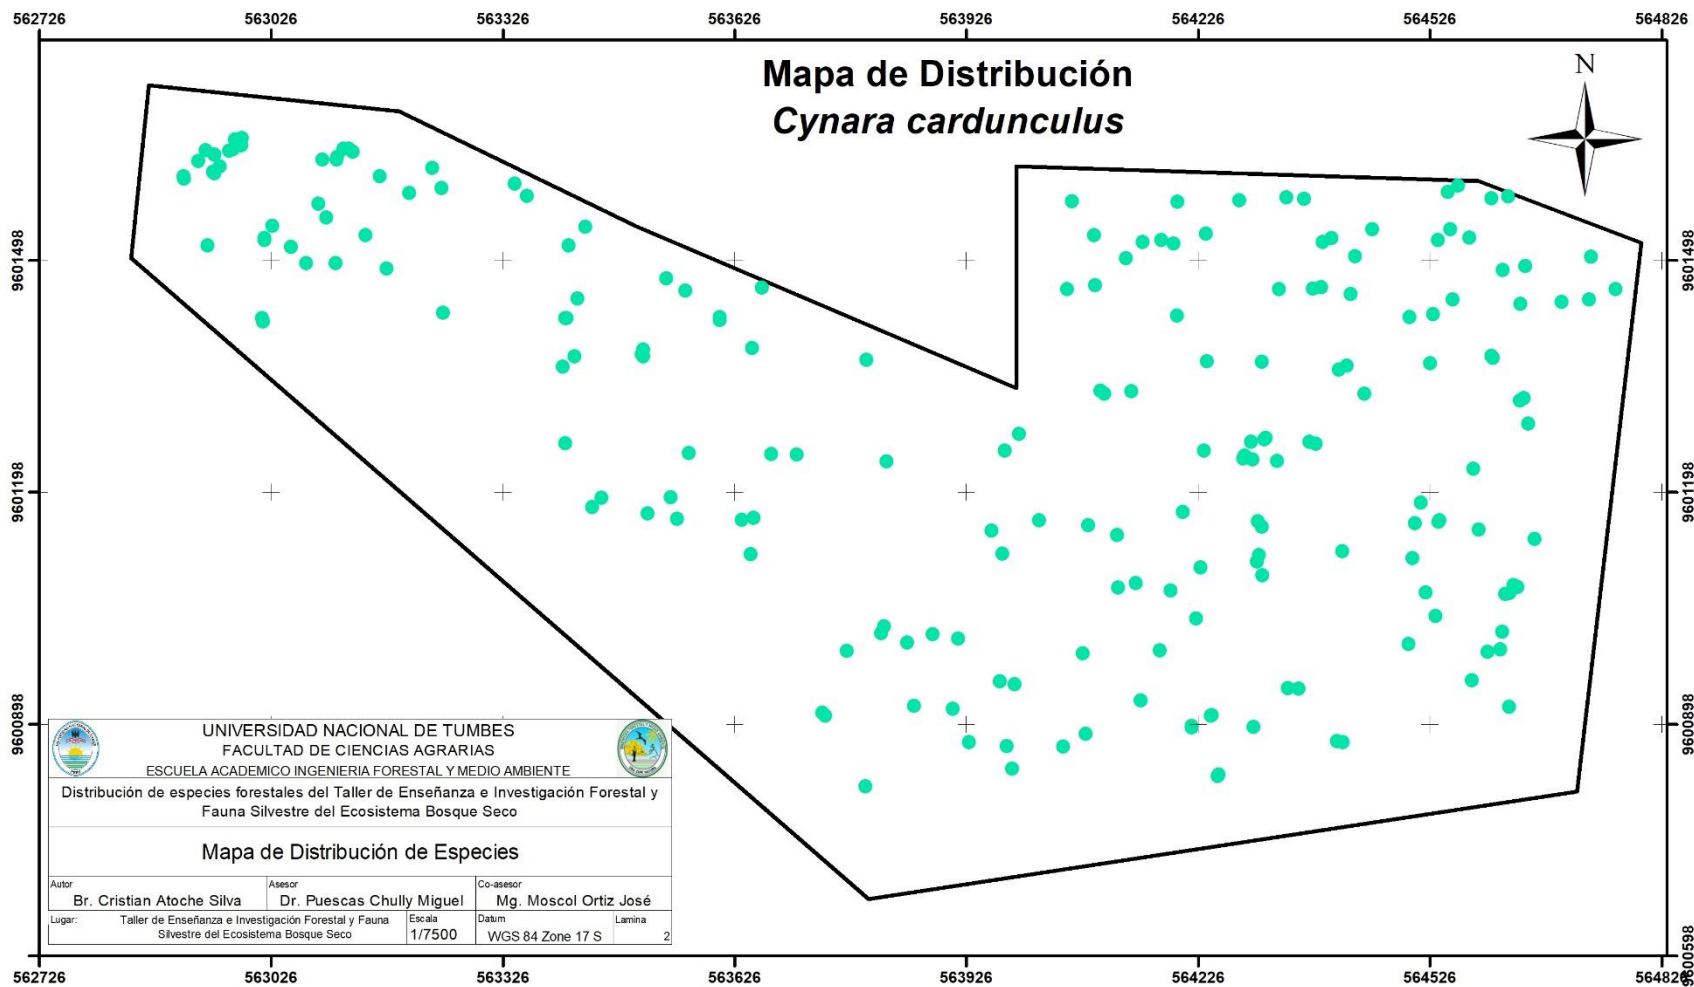 562726 563026 563326 563626 563926 564226 564526 564826
Mapa de Distribución
Cynara cardunculus
N
9601498 9601498
9601198 9601198
9600898 9600898
9600598
UNIVERSIDAD NACIONAL DE TUMBES
FACULTAD DE CIENCIAS AGRARIAS
ESCUELA ACADEMICO INGENIERIA FORESTAL Y MEDIO AMBIENTE
Distribución de especies forestales del Taller de Enseñanza e Investigación Forestal y
Fauna Silvestre del Ecosistema Bosque Seco
Mapa de Distribución de Especies
Autor Asesor Co-asesor
Br. Cristian Atoche Silva Dr. Puescas Chully Miguel Mg. Moscol Ortiz José
Lugar: Taller de Enseñanza e Investigación Forestal y Fauna Escala Datum Lamina
Silvestre del Ecosistema Bosque Seco 1/7500 WGS 84 Zone 17 S 2
562726 563026 563326 563626 563926 564226 564526 564826